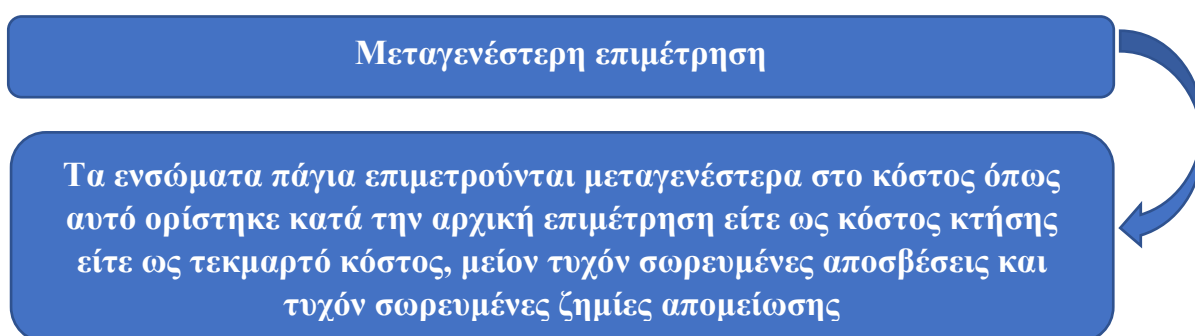 Μεταγενέστερη επιμέτρηση
Τα ενσώματα πάγια επιμετρούνται μεταγενέστερα στο κόστος όπως
αυτό ορίστηκε κατά την αρχική επιμέτρηση είτε ως κόστος κτήσης
είτε ως τεκμαρτό κόστος, μείον τυχόν σωρευμένες αποσβέσεις και
τυχόν σωρευμένες ζημίες απομείωσης